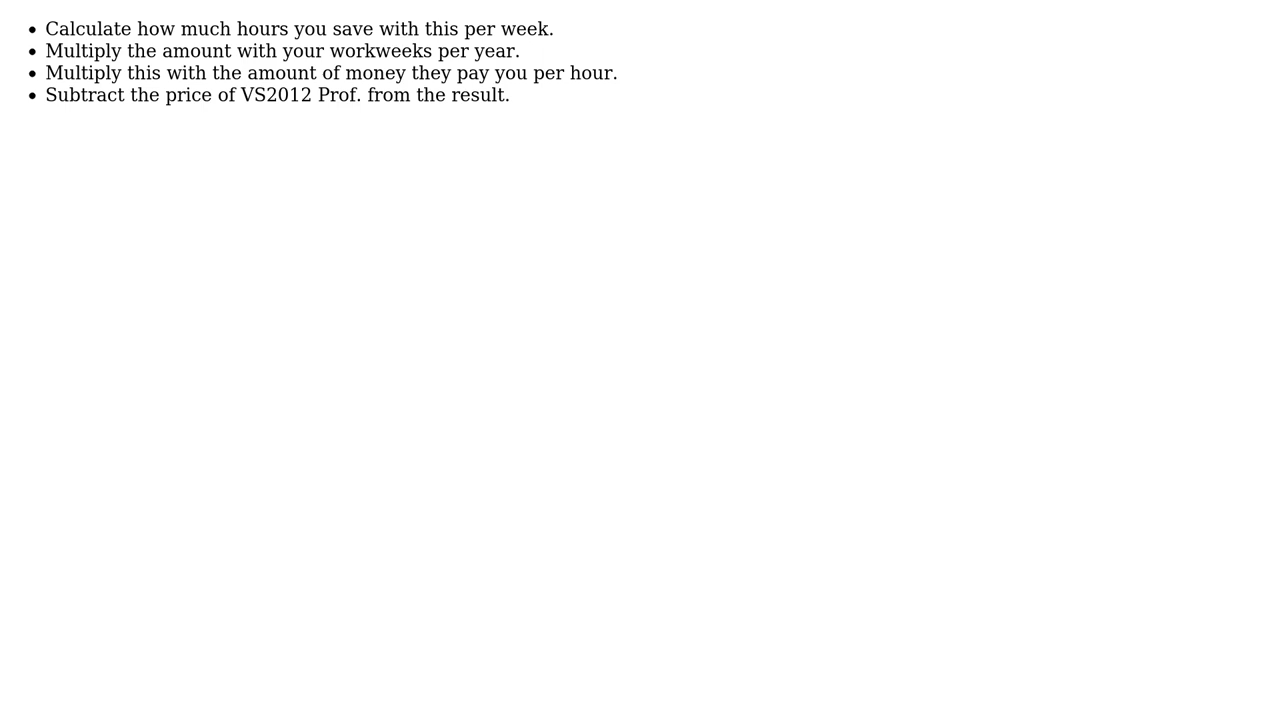 Calculate how much hours you save with this per week.
Multiply the amount with your workweeks per year.
Multiply this with the amount of money they pay you per hour.
Subtract the price of VS2012 Prof. from the result.